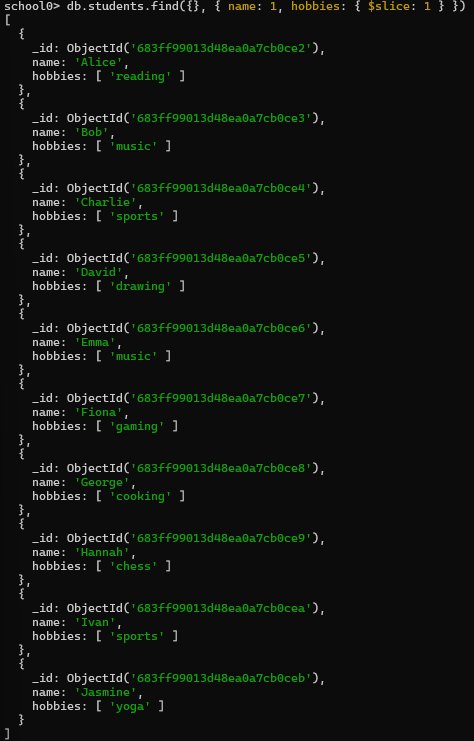 school0> db.students.find({}, { name: 1, hobbies: { $slice: 1 } })
[
  {
    _id: ObjectId('683ff99013d48ea0a7cb0ce2'),
    name: 'Alice',
    hobbies: [ 'reading' ]
  },
  {
    _id: ObjectId('683ff99013d48ea0a7cb0ce3'),
    name: 'Bob',
    hobbies: [ 'music' ]
  },
  {
    _id: ObjectId('683ff99013d48ea0a7cb0ce4'),
    name: 'Charlie',
    hobbies: [ 'sports' ]
  },
  {
    _id: ObjectId('683ff99013d48ea0a7cb0ce5'),
    name: 'David',
    hobbies: [ 'drawing' ]
  },
  {
    _id: ObjectId('683ff99013d48ea0a7cb0ce6'),
    name: 'Emma',
    hobbies: [ 'music' ]
  },
  {
    _id: ObjectId('683ff99013d48ea0a7cb0ce7'),
    name: 'Fiona',
    hobbies: [ 'gaming' ]
  },
  {
    _id: ObjectId('683ff99013d48ea0a7cb0ce8'),
    name: 'George',
    hobbies: [ 'cooking' ]
  },
  {
    _id: ObjectId('683ff99013d48ea0a7cb0ce9'),
    name: 'Hannah',
    hobbies: [ 'chess' ]
  },
  {
    _id: ObjectId('683ff99013d48ea0a7cb0cea'),
    name: 'Ivan',
    hobbies: [ 'sports' ]
  },
  {
    _id: ObjectId('683ff99013d48ea0a7cb0ceb'),
    name: 'Jasmine',
    hobbies: [ 'yoga' ]
  }
]